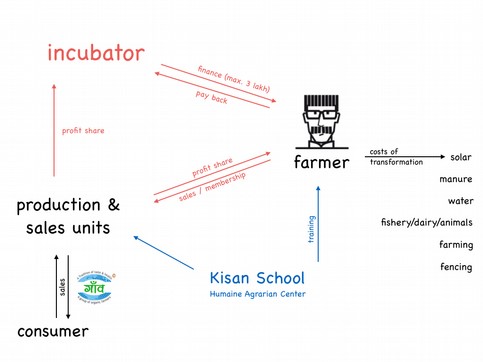 incubator
finance (max. 3 lakh)
pay back
profit share
farmer
costs of
transformation
solar
manure
water
fishery/dairy/animals
farming
fencing
profit share
sales / membership
production &
sales units
training
Kisan School
Humaine Agrarian Center
sales
गाँव
consumer